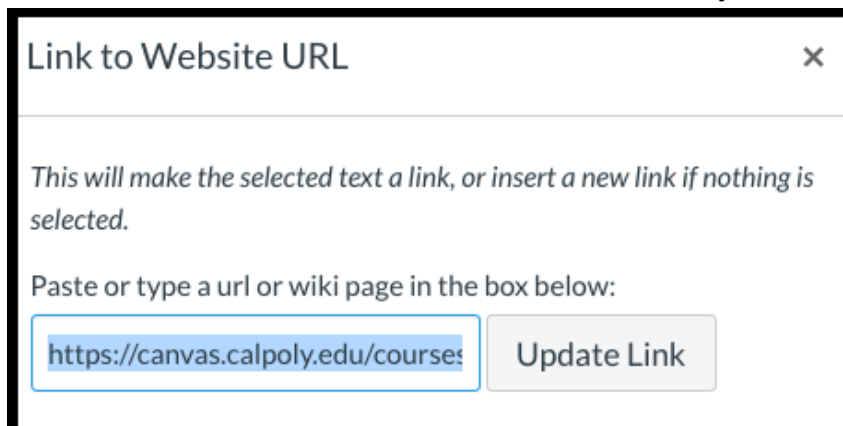 Link to Website URL ×
This will make the selected text a link, or insert a new link if nothing is
selected.
Paste or type a url or wiki page in the box below:
https://canvas.calpoly.edu/courses Update Link